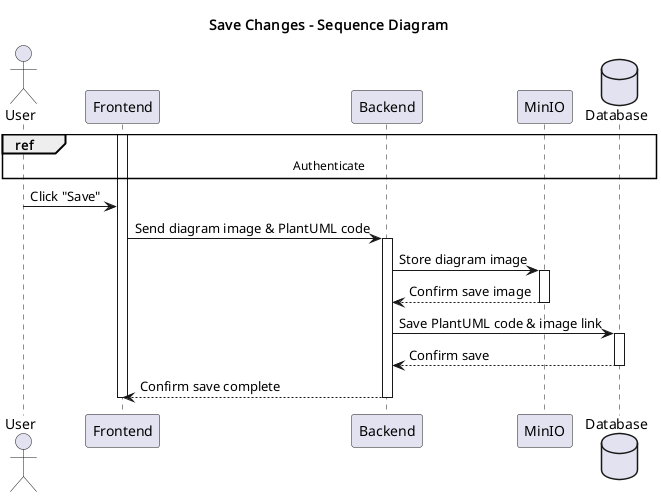 Save Changes - Sequence Diagram
User
Frontend
Backend
MinIO
Database
ref
Authenticate
Click "Save"
Send diagram image & PlantUML code
Store diagram image
Confirm save image
Save PlantUML code & image link
Confirm save
Confirm save complete
User
Frontend
Backend
MinIO
Database